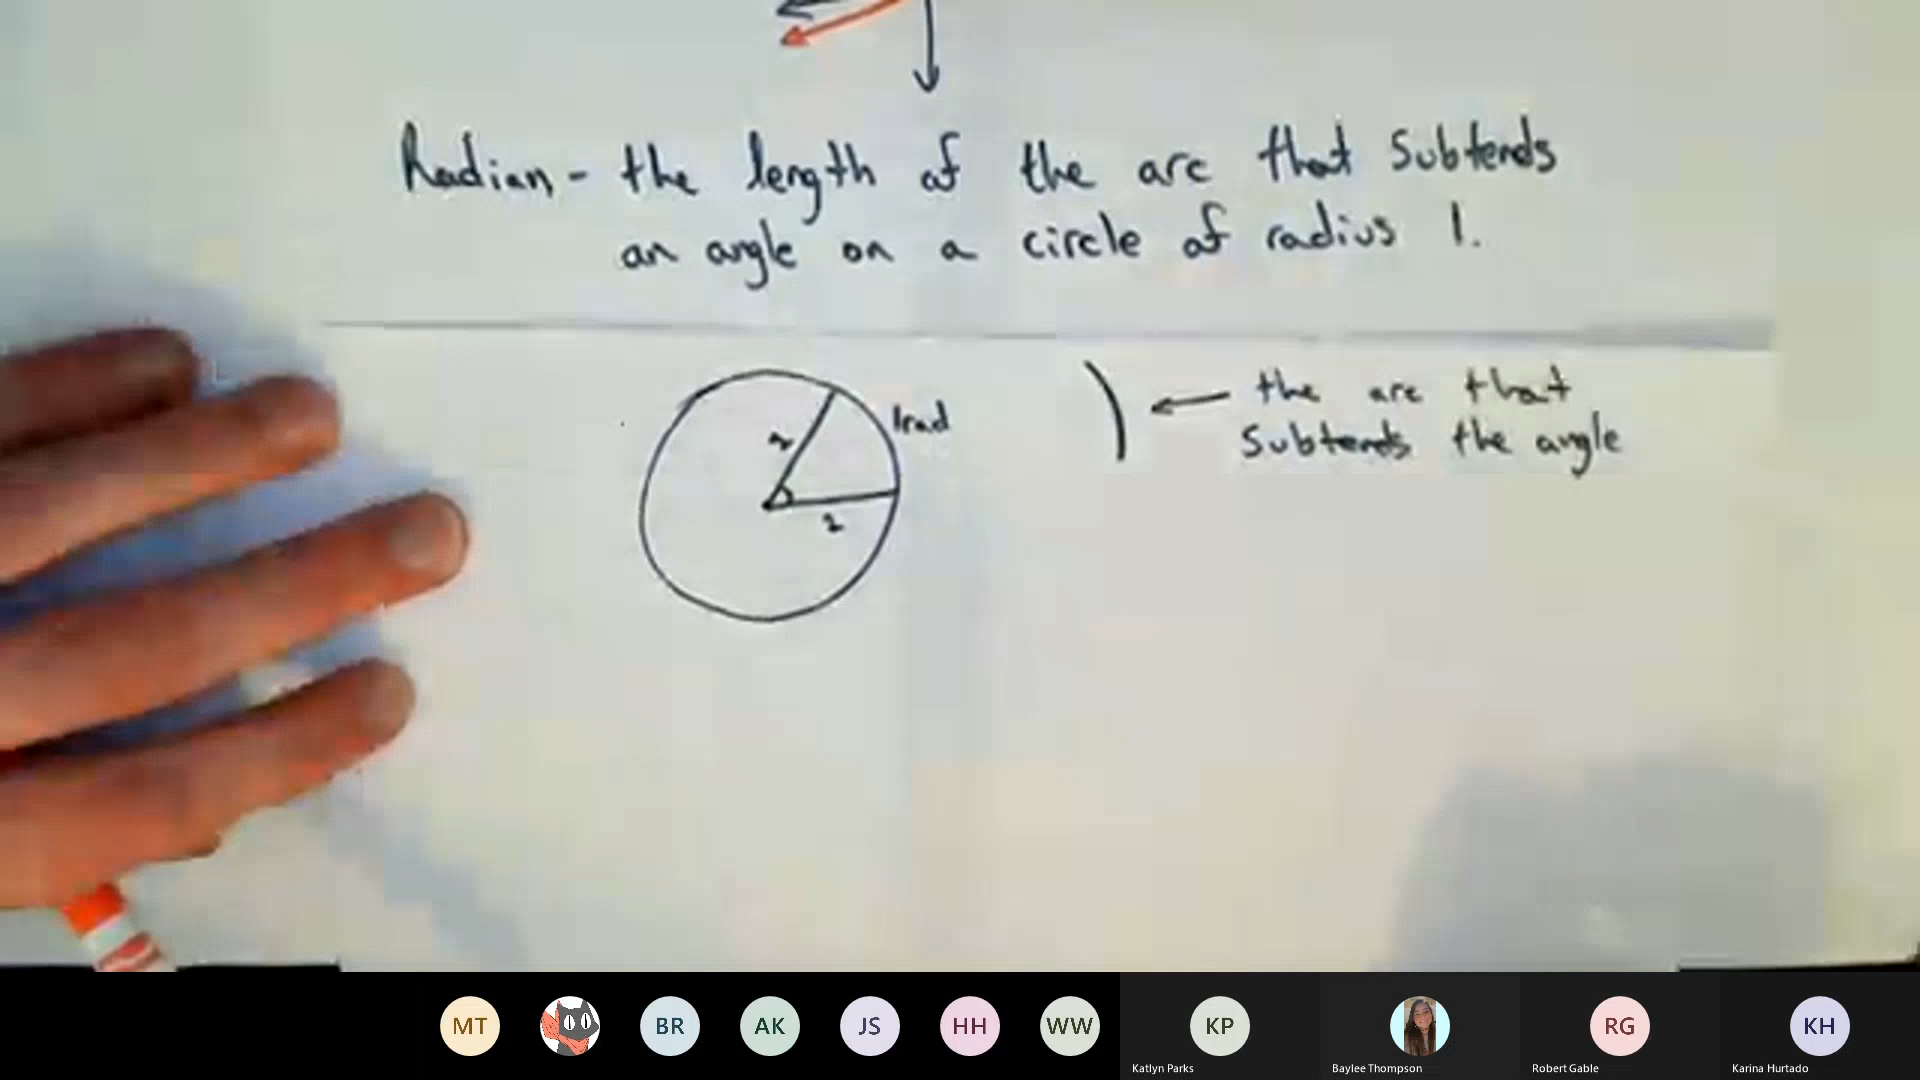 Radian - the length of the arc that subtends
an angle on a circle of radius 1.
1rad
the arc that
subtends the angle
MT
BR
AK
JS
HH
WW
KP
RG
KH
Katlyn Parks
Baylee Thompson
Robert Gable
Karina Hurtado